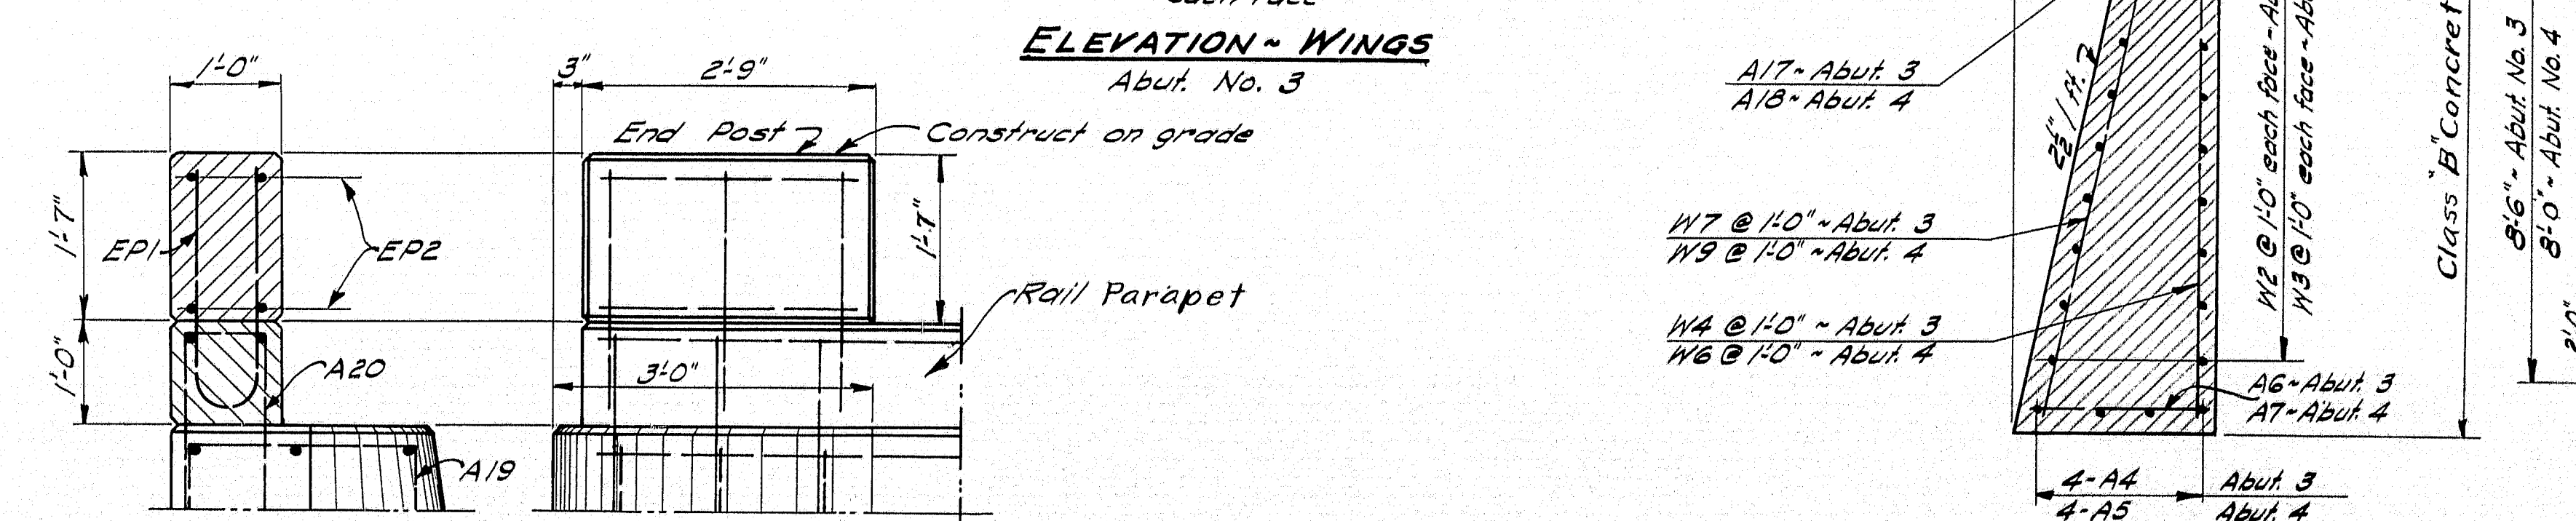 ELEVATION ~ WINGS
Abut. No. 3
1'-0"
3"
2'-9"
End Post
Construct on grade
1'-7"
EP1
EP2
1'-7"
Rail Parapet
1'-0"
A20
3'-0"
A19
A17 ~ Abut. 3
A18 ~ Abut. 4
2½" / ft.
W7 @ 1'-0" ~ Abut. 3
W9 @ 1'-0" ~ Abut. 4
W4 @ 1'-0" ~ Abut. 3
W6 @ 1'-0" ~ Abut. 4
W2 @ 1'-0" each face -
W3 @ 1'-0" each face ~
Class "B" Concret
8'-6" ~ Abut. No. 3
8'-0" ~ Abut. No. 4
2'-0"
A6 ~ Abut. 3
A7 ~ Abut. 4
4-A4 Abut. 3
4-A5 Abut. 4